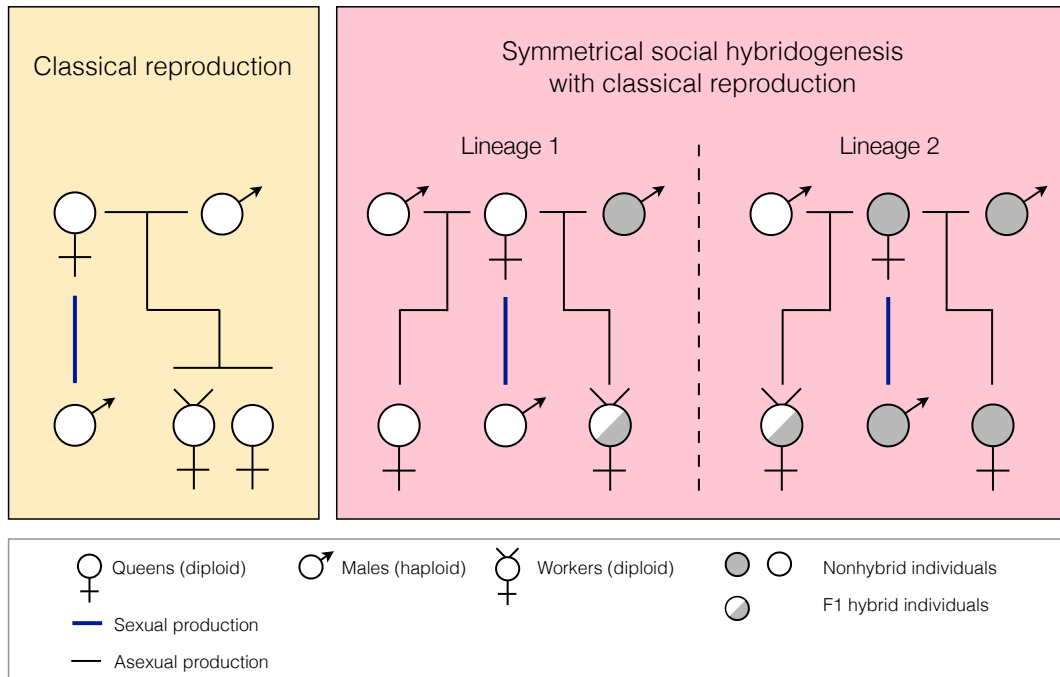 Classical reproduction
Symmetrical social hybridogenesis
with classical reproduction
Lineage 1
Lineage 2
Queens (diploid)
Males (haploid)
Workers (diploid)
Nonhybrid individuals
F1 hybrid individuals
Sexual production
Asexual production